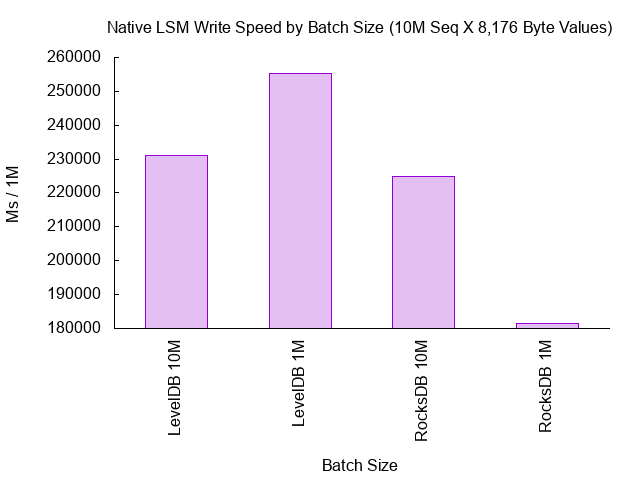 Native LSM Write Speed by Batch Size (10M Seq X 8,176 Byte Values)
260000
250000
240000
230000
220000
210000
200000
190000
180000
Ms / 1M
LevelDB 10M
LevelDB 1M
RocksDB 10M
RocksDB 1M
Batch Size